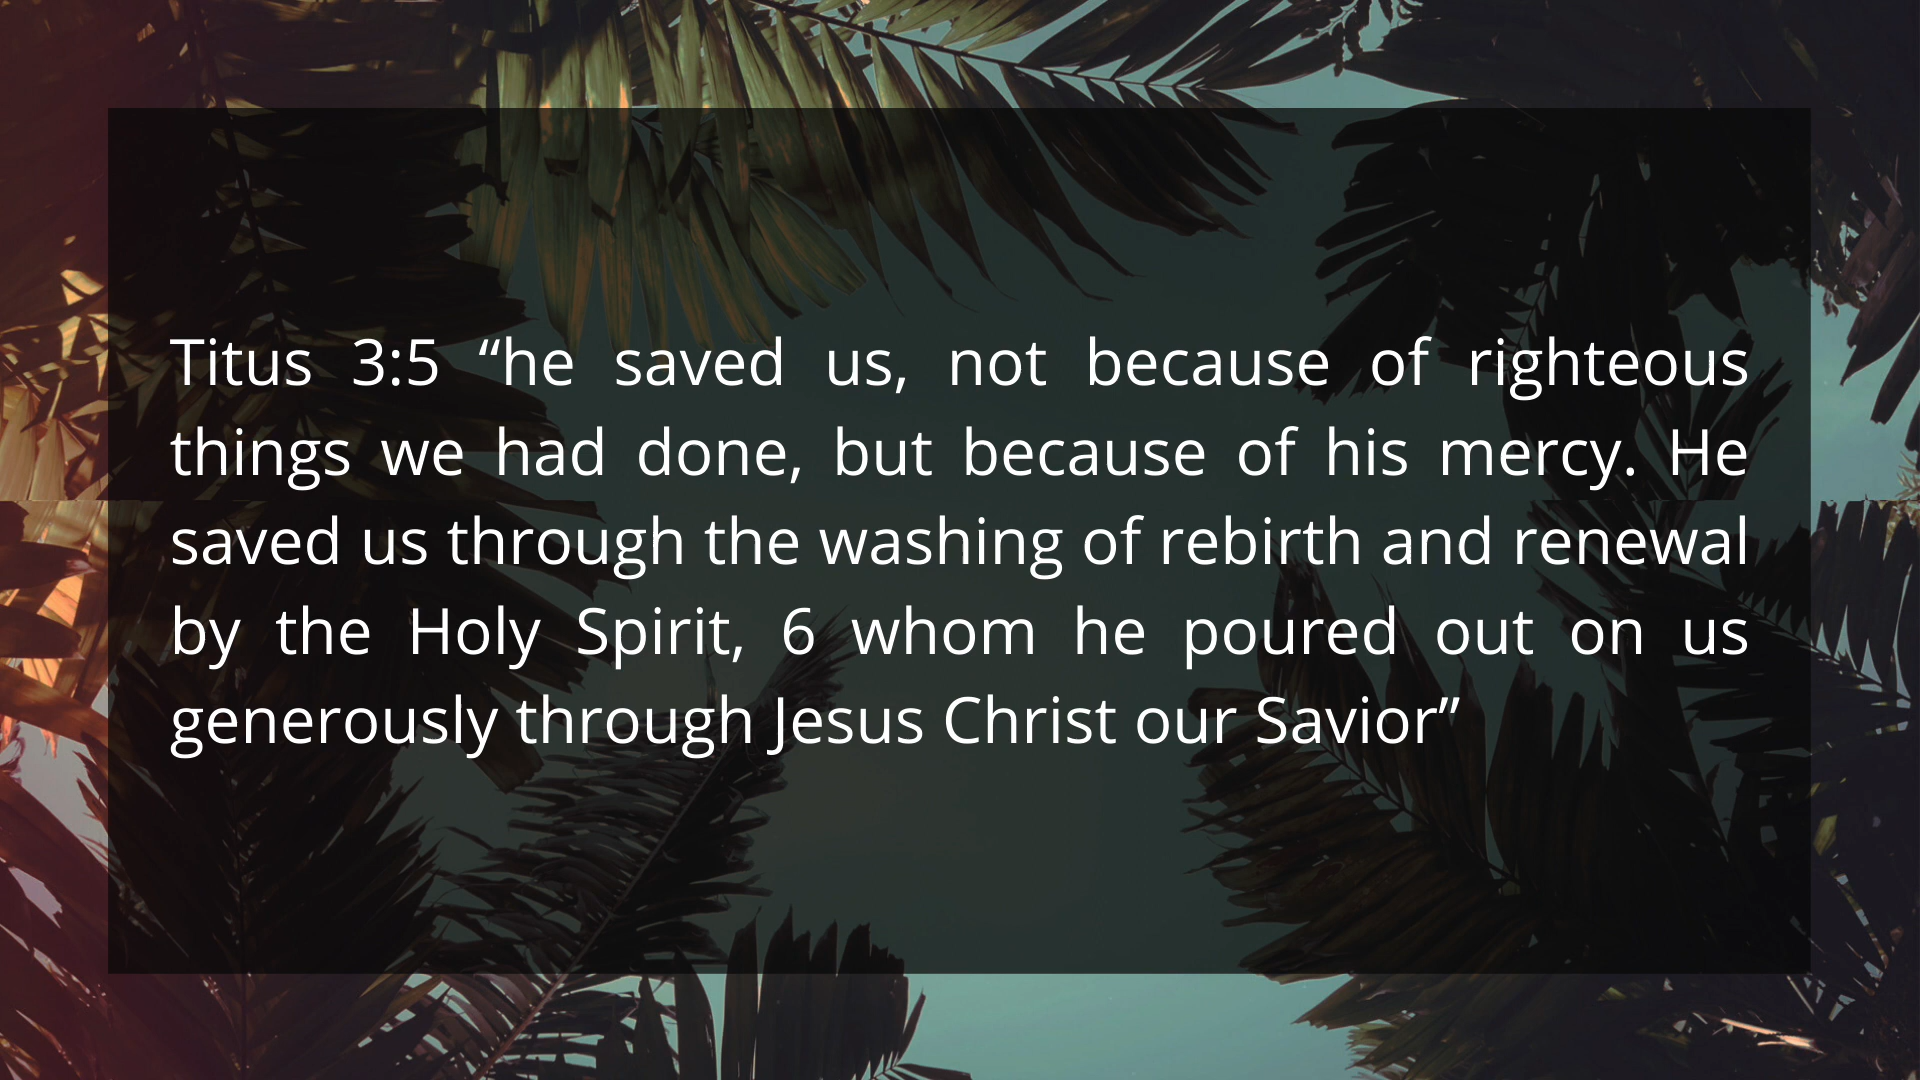 Titus 3:5 “he saved us, not because of righteous
things we had done, but because of his mercy. He
saved us through the washing of rebirth and renewal
by the Holy Spirit, 6 whom he poured out on us
generously through Jesus Christ our Savior”